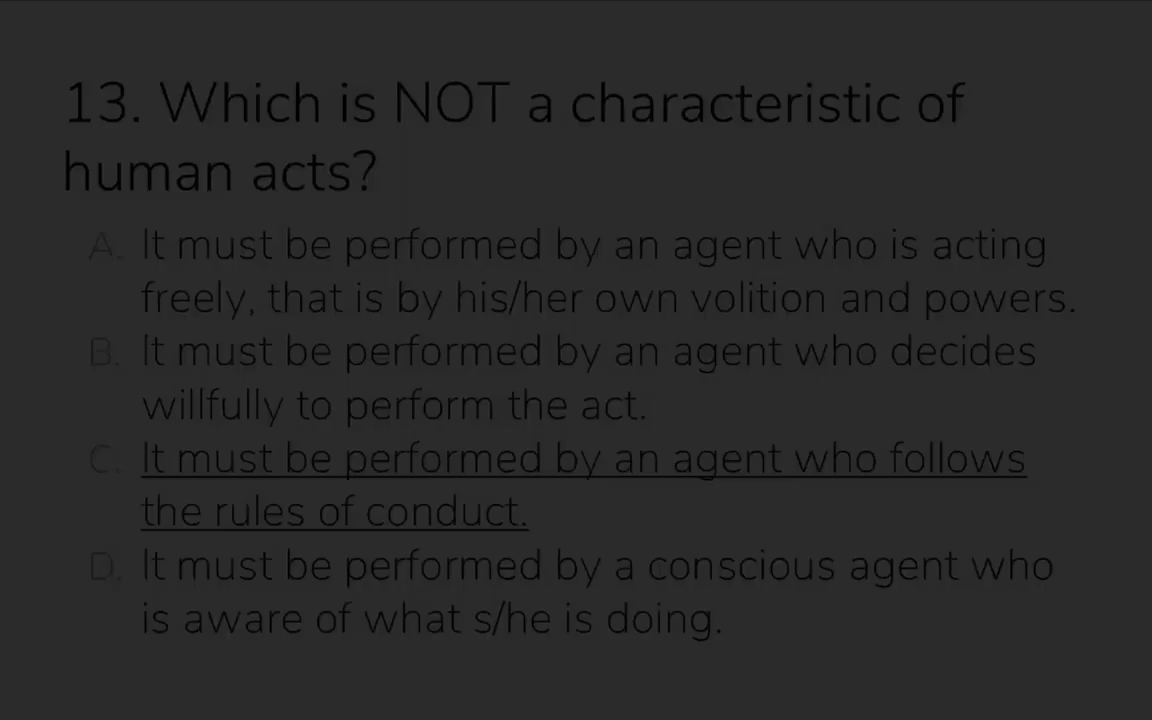 13. Which is NOT a characteristic of
human acts?
A. It must be performed by an agent who is acting
freely, that is by his/her own volition and powers.
B. It must be performed by an agent who decides
willfully to perform the act.
C. It must be performed by an agent who follows
the rules of conduct.
D. It must be performed by a conscious agent who
is aware of what s/he is doing.